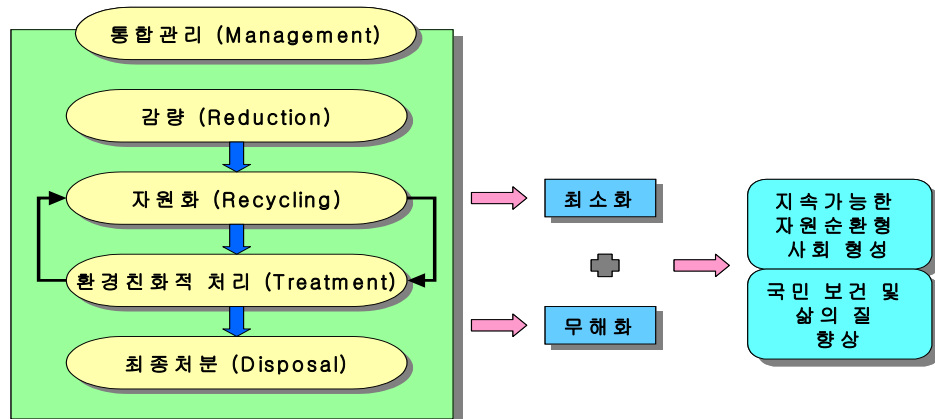 통합관리 (Management)
감량 (Reduction)
자원화 (Recycling)
환경친화적 처리 (Treatment)
최종처분 (Disposal)
최소화
무해화
지속가능한
자원순환형
사회 형성
국민 보건 및
삶의 질
향상